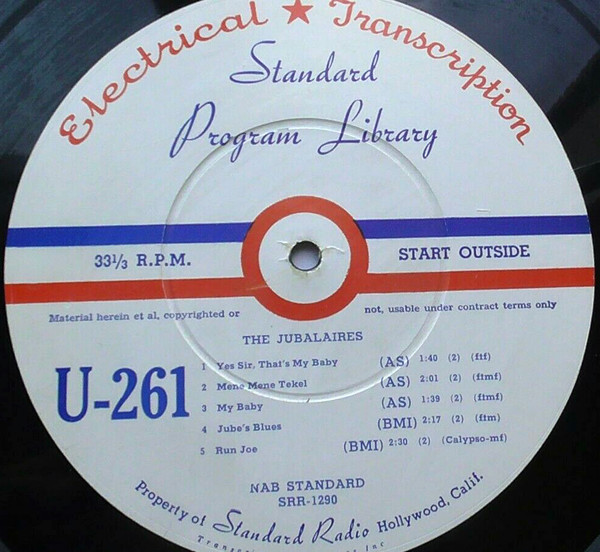 Electrical ★ Transcription
Standard
Program Library
33⅓ R.P.M. START OUTSIDE
Material herein et al, copyrighted or not, usable under contract terms only
THE JUBALAIRES
U-261
1 Yes Sir, That's My Baby (AS) 1:40 (2) (ftf)
2 Mene Mene Tekel (AS) 2:01 (2) (ftmf)
3 My Baby (AS) 1:39 (2) (ftmf)
4 Jube's Blues (BMI) 2:17 (2) (ftm)
5 Run Joe (BMI) 2:30 (2) (Calypso-mf)
NAB STANDARD
SRR-1290
Property of Standard Radio Hollywood, Calif.